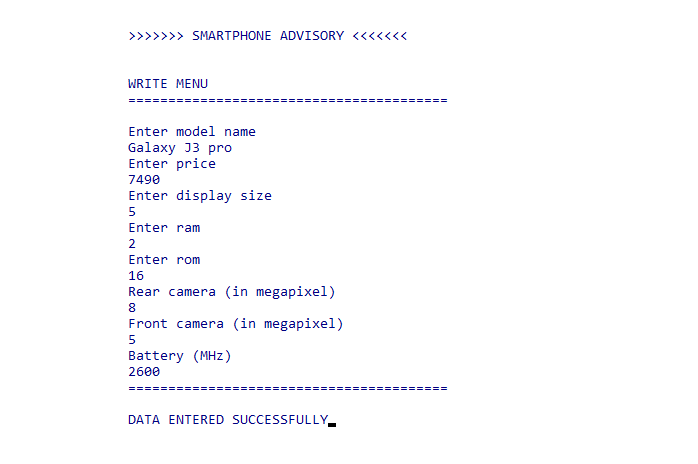 >>>>>>> SMARTPHONE ADVISORY <<<<<<<
WRITE MENU
========================================
Enter model name
Galaxy J3 pro
Enter price
7490
Enter display size
5
Enter ram
2
Enter rom
16
Rear camera (in megapixel)
8
Front camera (in megapixel)
5
Battery (MHz)
2600
========================================
DATA ENTERED SUCCESSFULLY